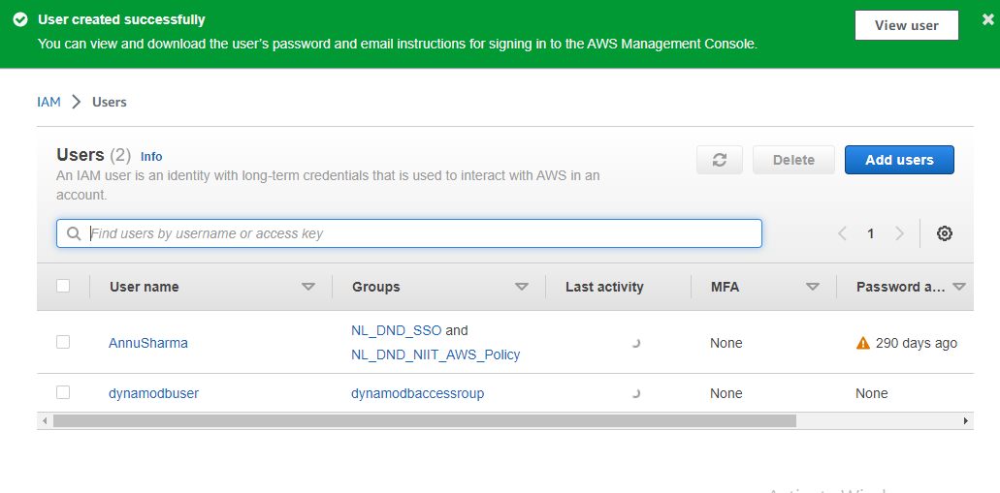 User created successfully
View user
You can view and download the user's password and email instructions for signing in to the AWS Management Console.
IAM > Users
Users (2) Info
Delete
Add users
An IAM user is an identity with long-term credentials that is used to interact with AWS in an
account.
Find users by username or access key
1
User name Groups Last activity MFA Password a...
AnnuSharma NL_DND_SSO and None 290 days ago
NL_DND_NIIT_AWS_Policy
dynamodbuser dynamodbaccessroup None None